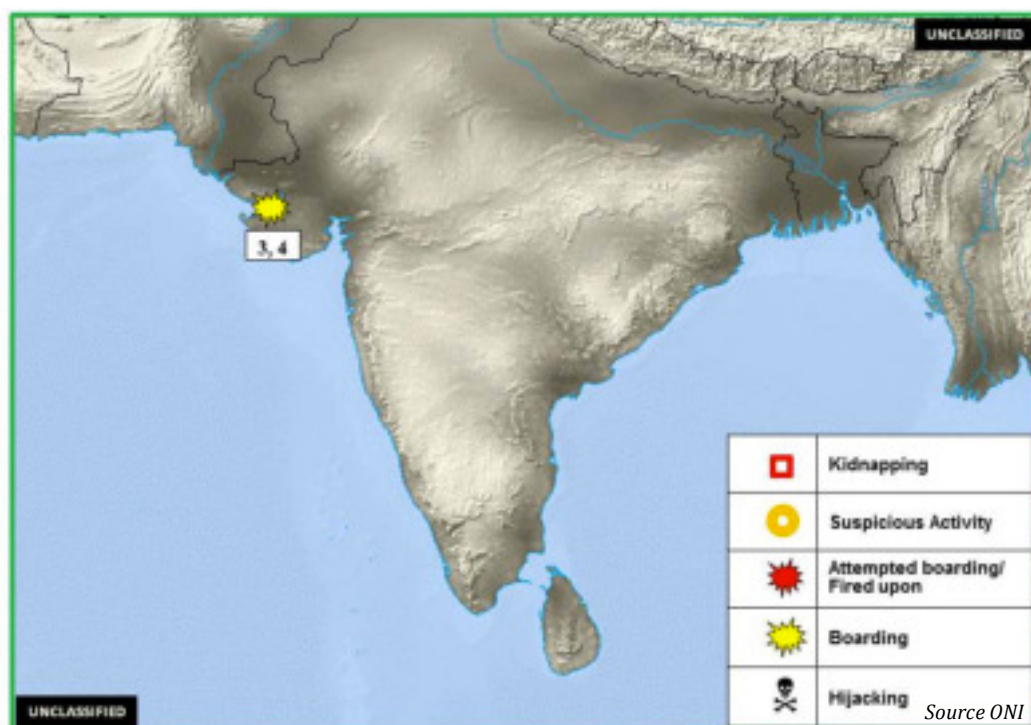 UNCLASSIFIED
3, 4
Kidnapping
Suspicious Activity
Attempted boarding/
Fired upon
Boarding
Hijacking
Source ONI
UNCLASSIFIED